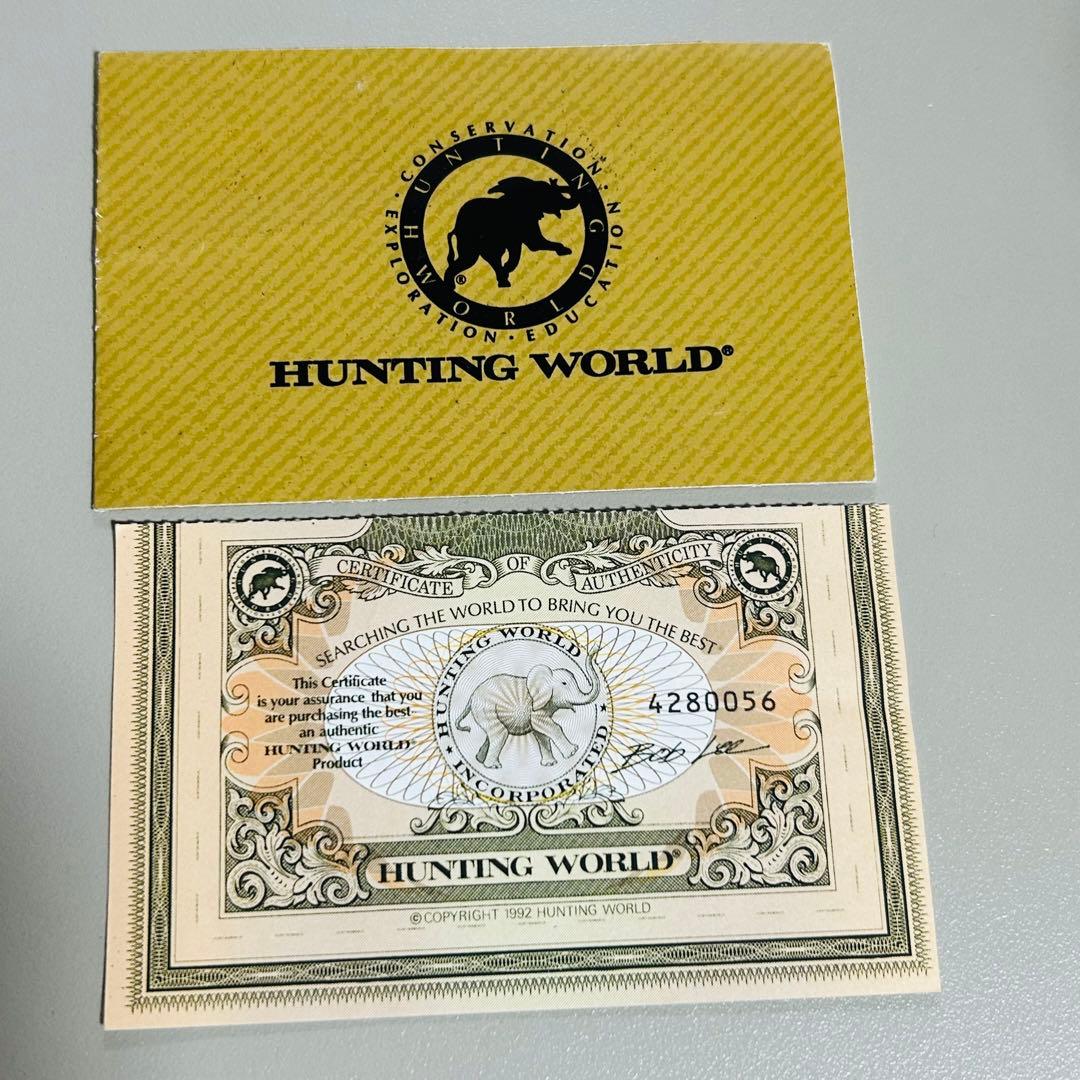 CONSERVATION · EDUCATION · EXPLORATION ·
HUNTING WORLD
®
HUNTING WORLD®
CERTIFICATE OF AUTHENTICITY
SEARCHING THE WORLD TO BRING YOU THE BEST
This Certificate
is your assurance that you
are purchasing the best-
an authentic
HUNTING WORLD®
Product
HUNTING WORLD
★ INCORPORATED ★
4280056
Bob Lee
HUNTING WORLD®
© COPYRIGHT 1992 HUNTING WORLD